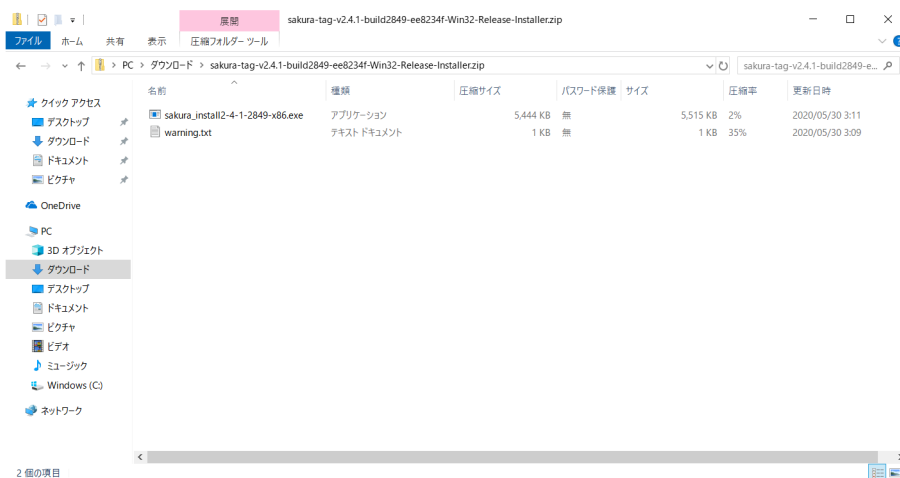 展開 sakura-tag-v2.4.1-build2849-ee8234f-Win32-Release-Installer.zip
ファイル ホーム 共有 表示 圧縮フォルダー ツール
PC ダウンロード sakura-tag-v2.4.1-build2849-ee8234f-Win32-Release-Installer.zip sakura-tag-v2.4.1-build2849-e...
名前 種類 圧縮サイズ パスワード保護 サイズ 圧縮率 更新日時
sakura_install2-4-1-2849-x86.exe アプリケーション 5,444 KB 無 5,515 KB 2% 2020/05/30 3:11
warning.txt テキスト ドキュメント 1 KB 無 1 KB 35% 2020/05/30 3:09
クイック アクセス
デスクトップ
ダウンロード
ドキュメント
ピクチャ
OneDrive
PC
3D オブジェクト
ダウンロード
デスクトップ
ドキュメント
ピクチャ
ビデオ
ミュージック
Windows (C:)
ネットワーク
2 個の項目